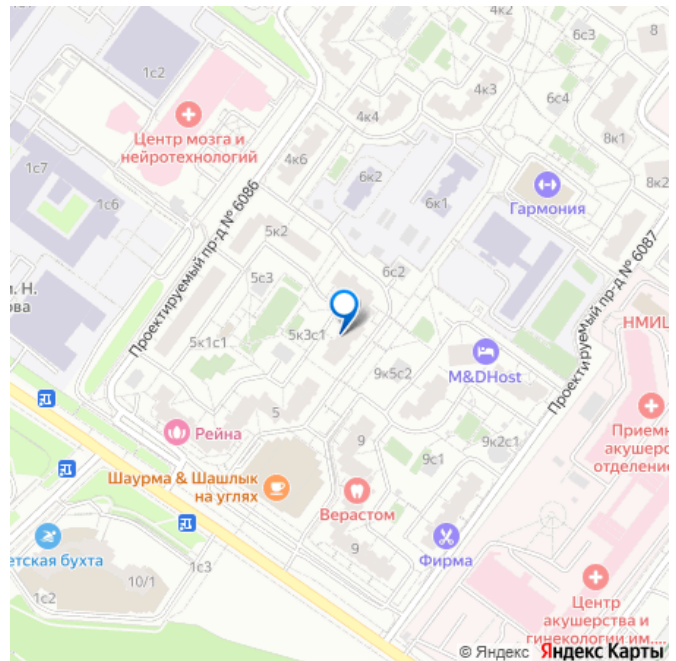 4к2
8
1с2
6с3
4к3
6с4
4к4
8к1
Центр мозга и
нейротехнологий
4к6
1с7
6к2
8к2
1с6
6к1
Гармония
Проектируемый пр-д № 6086
5к2
Проектируемый пр-д № 6087
6с2
5с3
м. Н.
ова
НМИЦ
5к1с1
5к3с1
9к5с2
M&DHost
Приемн
акушерс
отделение
5
Рейна
9
9к2с1
9с1
Шаурма & Шашлык
на углях
Верастом
Фирма
етская бухта
9
10/1
1с3
1с2
Центр
акушерства и
гинекологии им....
© Яндекс Яндекс Карты